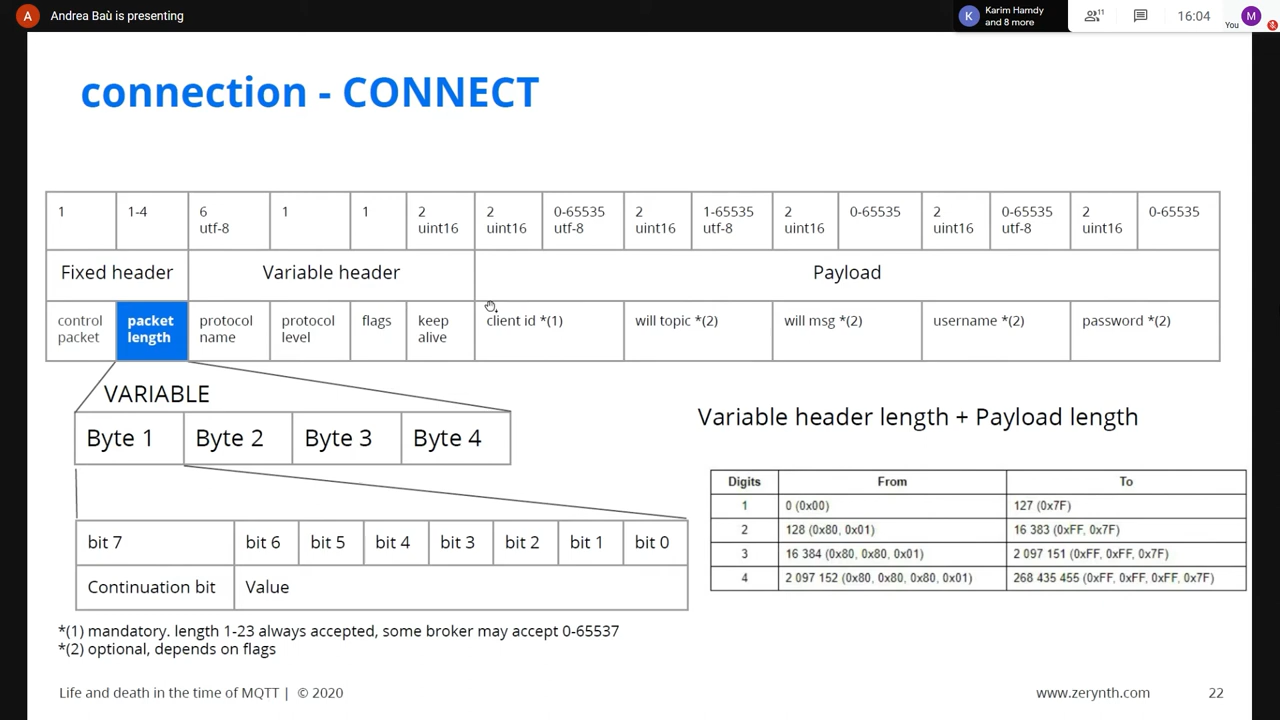 A Andrea Baù is presenting
K Karim Hamdy
and 8 more
11
16:04
You M
connection - CONNECT
1 1-4 6 1 1 2 2 0-65535 2 1-65535 2 0-65535 2 0-65535 2 0-65535
utf-8 uint16 uint16 utf-8 uint16 utf-8 uint16 uint16 utf-8 uint16
Fixed header Variable header Payload
control packet protocol protocol flags keep client id *(1) will topic *(2) will msg *(2) username *(2) password *(2)
packet length name level alive
VARIABLE
Byte 1 Byte 2 Byte 3 Byte 4
bit 7 bit 6 bit 5 bit 4 bit 3 bit 2 bit 1 bit 0
Continuation bit Value
Variable header length + Payload length
Digits From To
1 0 (0x00) 127 (0x7F)
2 128 (0x80, 0x01) 16 383 (0xFF, 0x7F)
3 16 384 (0x80, 0x80, 0x01) 2 097 151 (0xFF, 0xFF, 0x7F)
4 2 097 152 (0x80, 0x80, 0x80, 0x01) 268 435 455 (0xFF, 0xFF, 0xFF, 0x7F)
*(1) mandatory. length 1-23 always accepted, some broker may accept 0-65537
*(2) optional, depends on flags
Life and death in the time of MQTT | © 2020 www.zerynth.com 22